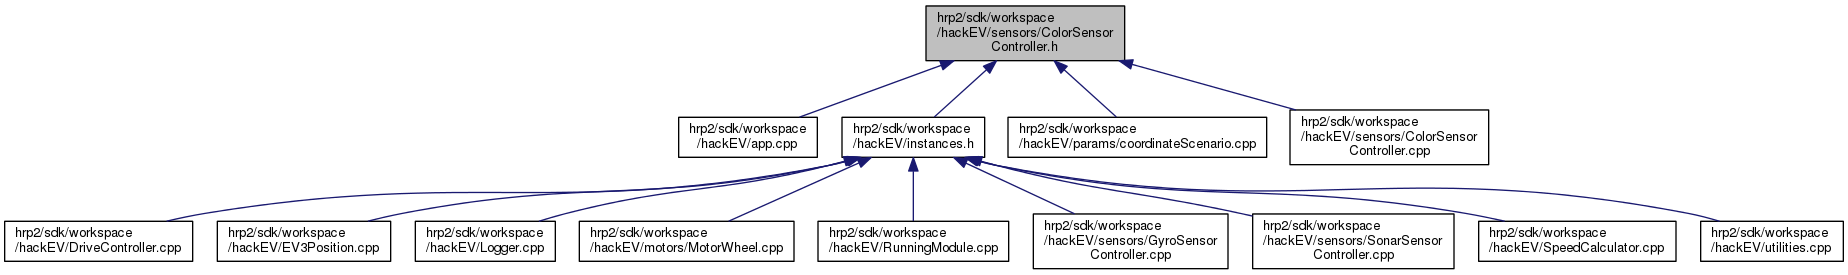 hrp2/sdk/workspace
/hackEV/sensors/ColorSensor
Controller.h
hrp2/sdk/workspace
/hackEV/app.cpp
hrp2/sdk/workspace
/hackEV/instances.h
hrp2/sdk/workspace
/hackEV/params/coordinateScenario.cpp
hrp2/sdk/workspace
/hackEV/sensors/ColorSensor
Controller.cpp
hrp2/sdk/workspace
/hackEV/DriveController.cpp
hrp2/sdk/workspace
/hackEV/EV3Position.cpp
hrp2/sdk/workspace
/hackEV/Logger.cpp
hrp2/sdk/workspace
/hackEV/motors/MotorWheel.cpp
hrp2/sdk/workspace
/hackEV/RunningModule.cpp
hrp2/sdk/workspace
/hackEV/sensors/GyroSensor
Controller.cpp
hrp2/sdk/workspace
/hackEV/sensors/SonarSensor
Controller.cpp
hrp2/sdk/workspace
/hackEV/SpeedCalculator.cpp
hrp2/sdk/workspace
/hackEV/utilities.cpp